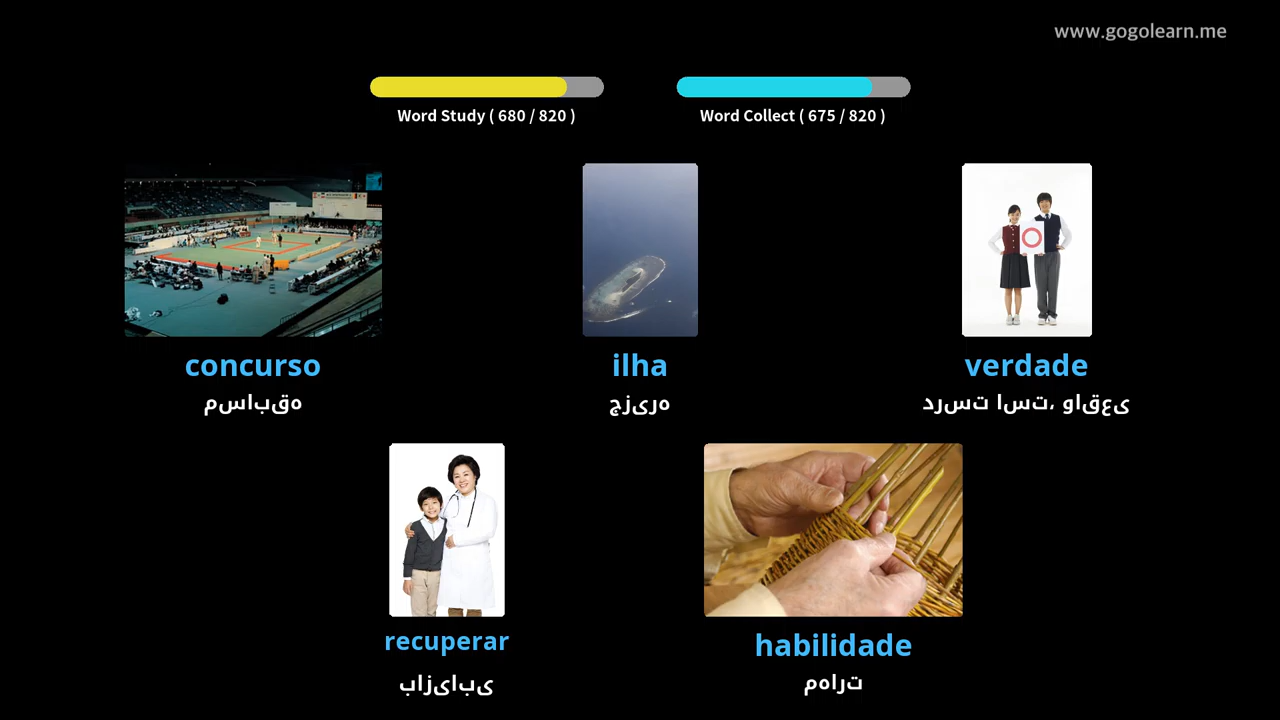 www.gogolearn.me
Word Study ( 680 / 820 )
Word Collect ( 675 / 820 )
concurso
مسابقه
ilha
جزیره
verdade
درست است، واقعی
recuperar
بازیابی
habilidade
مهارت